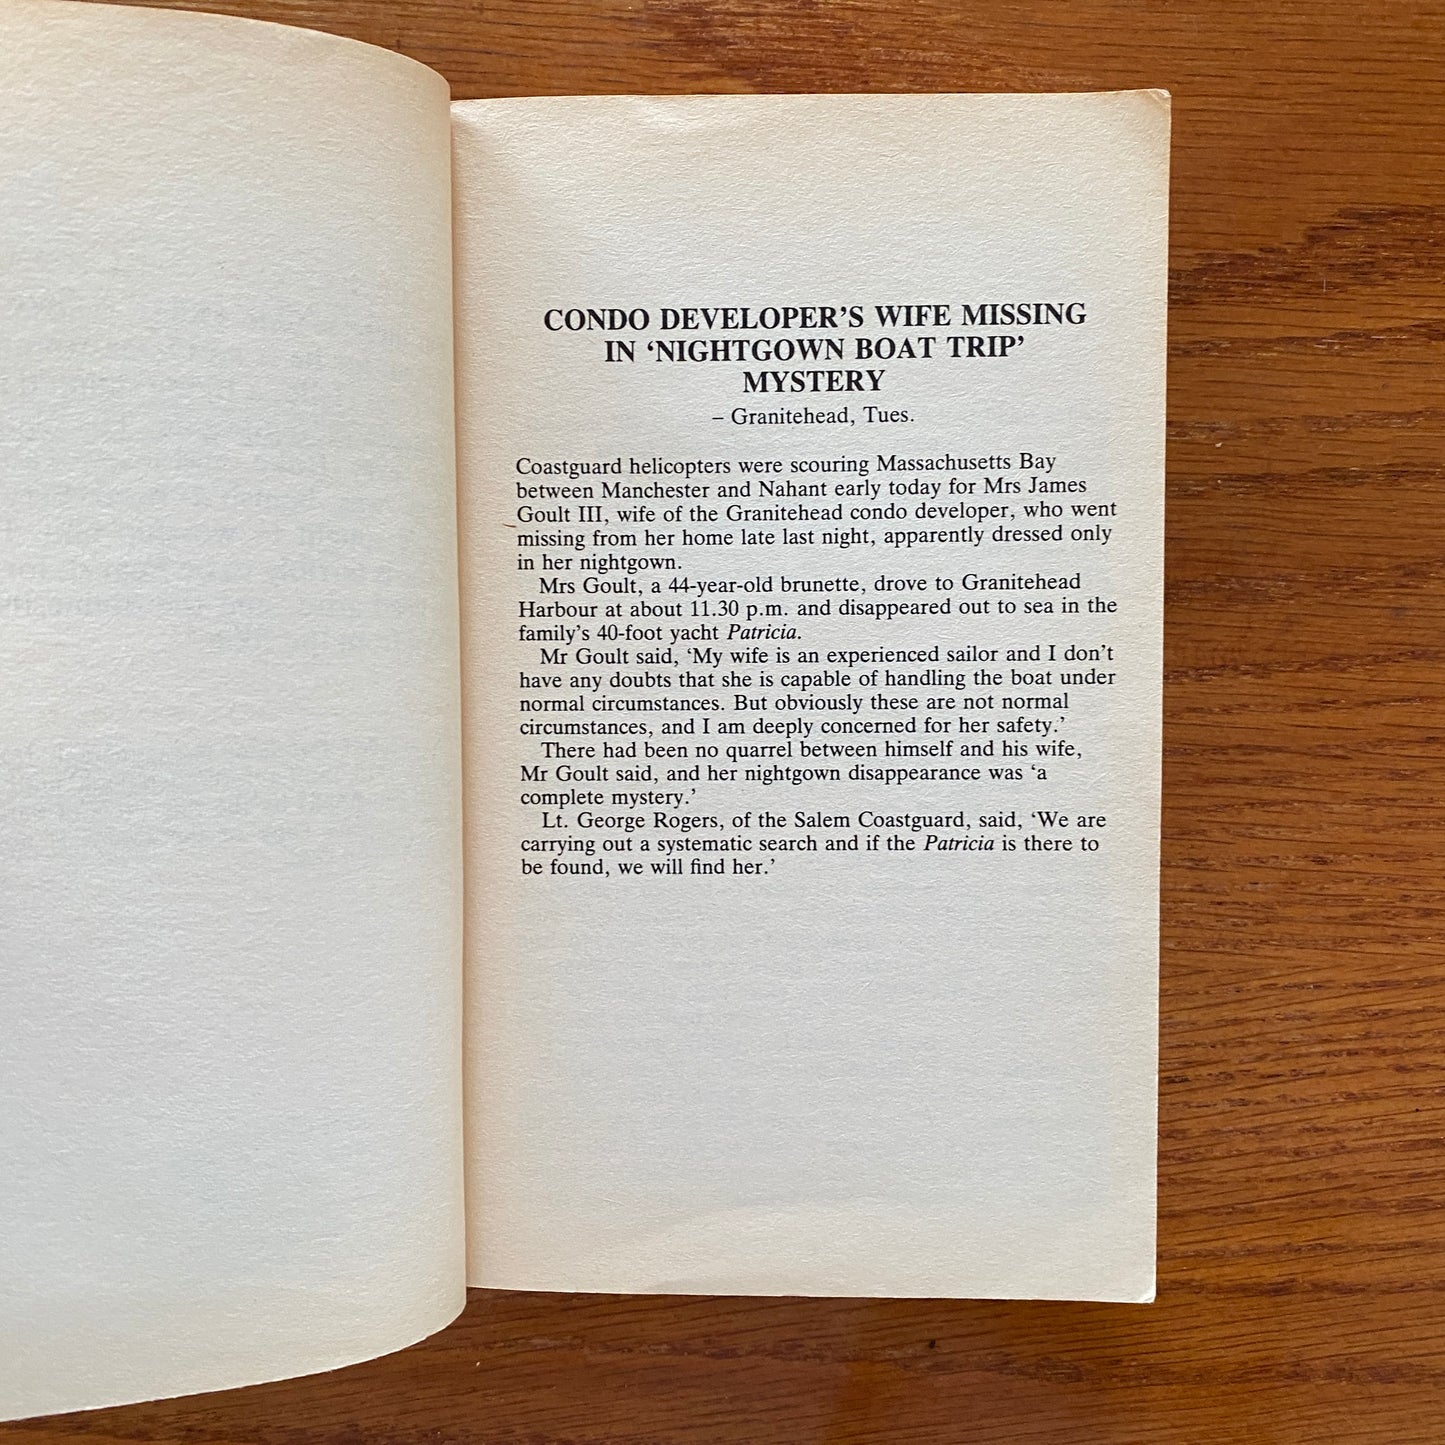 CONDO DEVELOPER’S WIFE MISSING
IN ‘NIGHTGOWN BOAT TRIP’
MYSTERY
– Granitehead, Tues.
Coastguard helicopters were scouring Massachusetts Bay
between Manchester and Nahant early today for Mrs James
Goult III, wife of the Granitehead condo developer, who went
missing from her home late last night, apparently dressed only
in her nightgown.
Mrs Goult, a 44-year-old brunette, drove to Granitehead
Harbour at about 11.30 p.m. and disappeared out to sea in the
family’s 40-foot yacht Patricia.
Mr Goult said, ‘My wife is an experienced sailor and I don’t
have any doubts that she is capable of handling the boat under
normal circumstances. But obviously these are not normal
circumstances, and I am deeply concerned for her safety.’
There had been no quarrel between himself and his wife,
Mr Goult said, and her nightgown disappearance was ‘a
complete mystery.’
Lt. George Rogers, of the Salem Coastguard, said, ‘We are
carrying out a systematic search and if the Patricia is there to
be found, we will find her.’